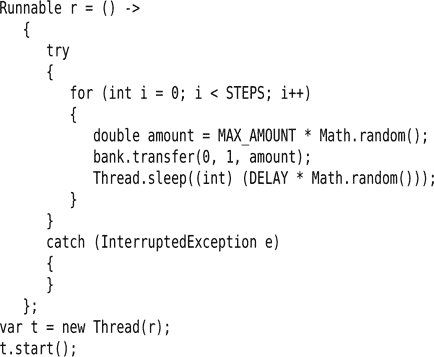 Runnable r = () ->
   {
      try
      {
         for (int i = 0; i < STEPS; i++)
         {
            double amount = MAX_AMOUNT * Math.random();
            bank.transfer(0, 1, amount);
            Thread.sleep((int) (DELAY * Math.random()));
         }
      }
      catch (InterruptedException e)
      {
      }
   };
var t = new Thread(r);
t.start();